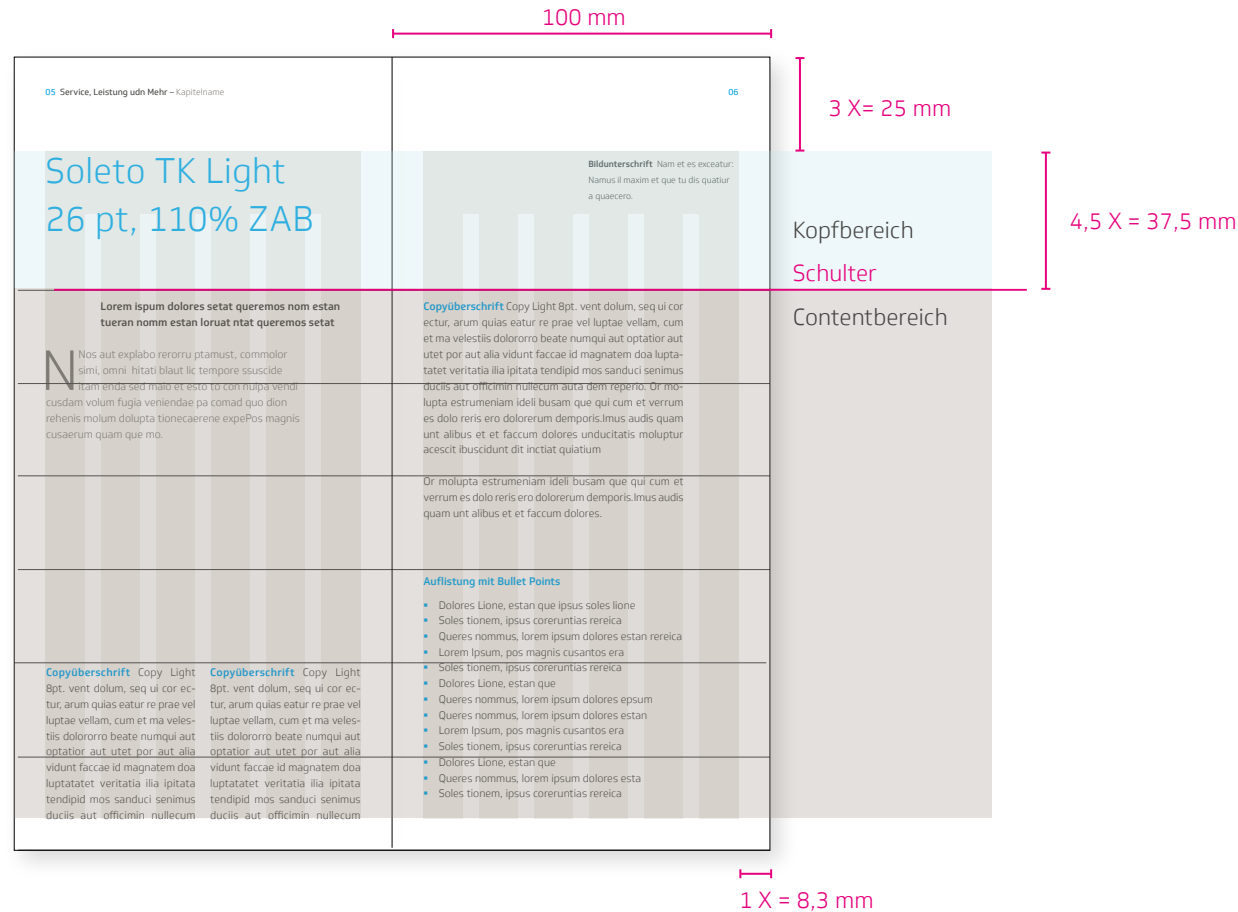 100 mm
05 Service, Leistung udn Mehr – Kapitelname
06
3 X= 25 mm
Soleto TK Light
26 pt, 110% ZAB
Bildunterschrift Nam et es exceatur:
Namus il maxim et que tu dis quatiur
a quaecero.
Kopfbereich
4,5 X = 37,5 mm
Schulter
Contentbereich
Lorem ispum dolores setat queremos nom estan
tueran nomm estan loruat ntat queremos setat
Nos aut explabo rerorru ptamust, commolor
simi, omni hitati blaut lic tempore ssuscide
itam enda sed maio et esto to con nulpa vendi
cusdam volum fugia veniendae pa comad quo dion
rehenis molum dolupta tionecaerene expePos magnis
cusaerum quam que mo.
Copyüberschrift Copy Light
8pt. vent dolum, seq ui cor ec-
tur, arum quias eatur re prae vel
luptae vellam, cum et ma veles-
tiis dolororro beate numqui aut
optatior aut utet por aut alia
vidunt faccae id magnatem doa
luptatatet veritatia ilia ipitata
tendipid mos sanduci senimus
duciis aut officimin nullecum
Copyüberschrift Copy Light
8pt. vent dolum, seq ui cor ec-
tur, arum quias eatur re prae vel
luptae vellam, cum et ma veles-
tiis dolororro beate numqui aut
optatior aut utet por aut alia
vidunt faccae id magnatem doa
luptatatet veritatia ilia ipitata
tendipid mos sanduci senimus
duciis aut officimin nullecum
Copyüberschrift Copy Light 8pt. vent dolum, seq ui cor
ectur, arum quias eatur re prae vel luptae vellam, cum
et ma velestiis dolororro beate numqui aut optatior aut
utet por aut alia vidunt faccae id magnatem doa lupta-
tatet veritatia ilia ipitata tendipid mos sanduci senimus
duciis aut officimin nullecum auta dem reperio. Or mo-
lupta estrumeniam ideli busam que qui cum et verrum
es dolo reris ero dolorerum demporis.Imus audis quam
unt alibus et et faccum dolores unducitatis moluptur
acescit ibuscidunt dit inctiat quiatium
Or molupta estrumeniam ideli busam que qui cum et
verrum es dolo reris ero dolorerum demporis.Imus audis
quam unt alibus et et faccum dolores.
Auflistung mit Bullet Points
▪ Dolores Lione, estan que ipsus soles lione
▪ Soles tionem, ipsus coreruntias rereica
▪ Queres nommus, lorem ipsum dolores estan rereica
▪ Lorem Ipsum, pos magnis cusantos era
▪ Soles tionem, ipsus coreruntias rereica
▪ Dolores Lione, estan que
▪ Queres nommus, lorem ipsum dolores epsum
▪ Queres nommus, lorem ipsum dolores estan
▪ Lorem Ipsum, pos magnis cusantos era
▪ Soles tionem, ipsus coreruntias rereica
▪ Dolores Lione, estan que
▪ Queres nommus, lorem ipsum dolores esta
▪ Soles tionem, ipsus coreruntias rereica
1 X = 8,3 mm